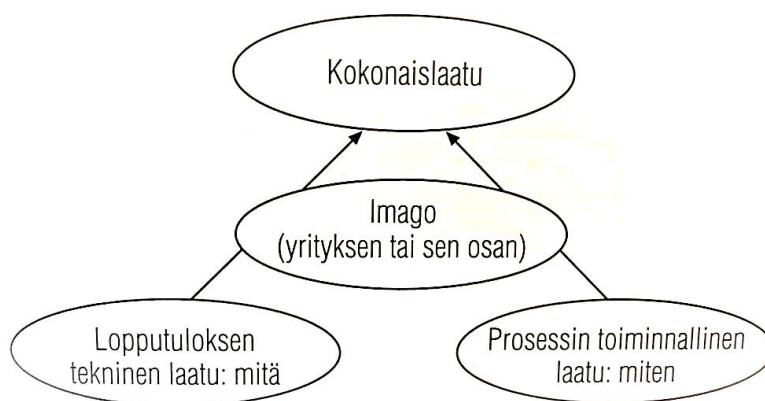 Kokonaislaatu
Imago
(yrityksen tai sen osan)
Lopputuloksen
tekninen laatu: mitä
Prosessin toiminnallinen
laatu: miten